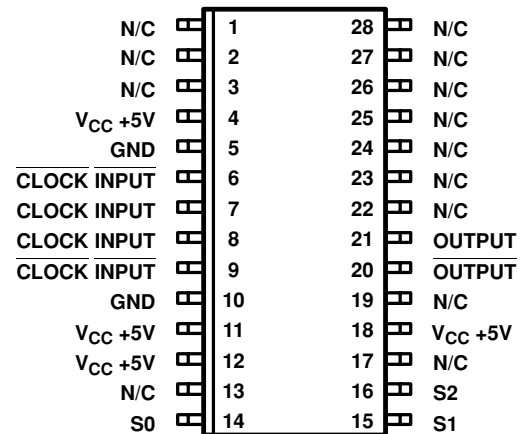 N/C 1 28 N/C
N/C 2 27 N/C
N/C 3 26 N/C
VCC +5V 4 25 N/C
GND 5 24 N/C
CLOCK INPUT 6 23 N/C
CLOCK INPUT 7 22 N/C
CLOCK INPUT 8 21 OUTPUT
CLOCK INPUT 9 20 OUTPUT
GND 10 19 N/C
VCC +5V 11 18 VCC +5V
VCC +5V 12 17 N/C
N/C 13 16 S2
S0 14 15 S1